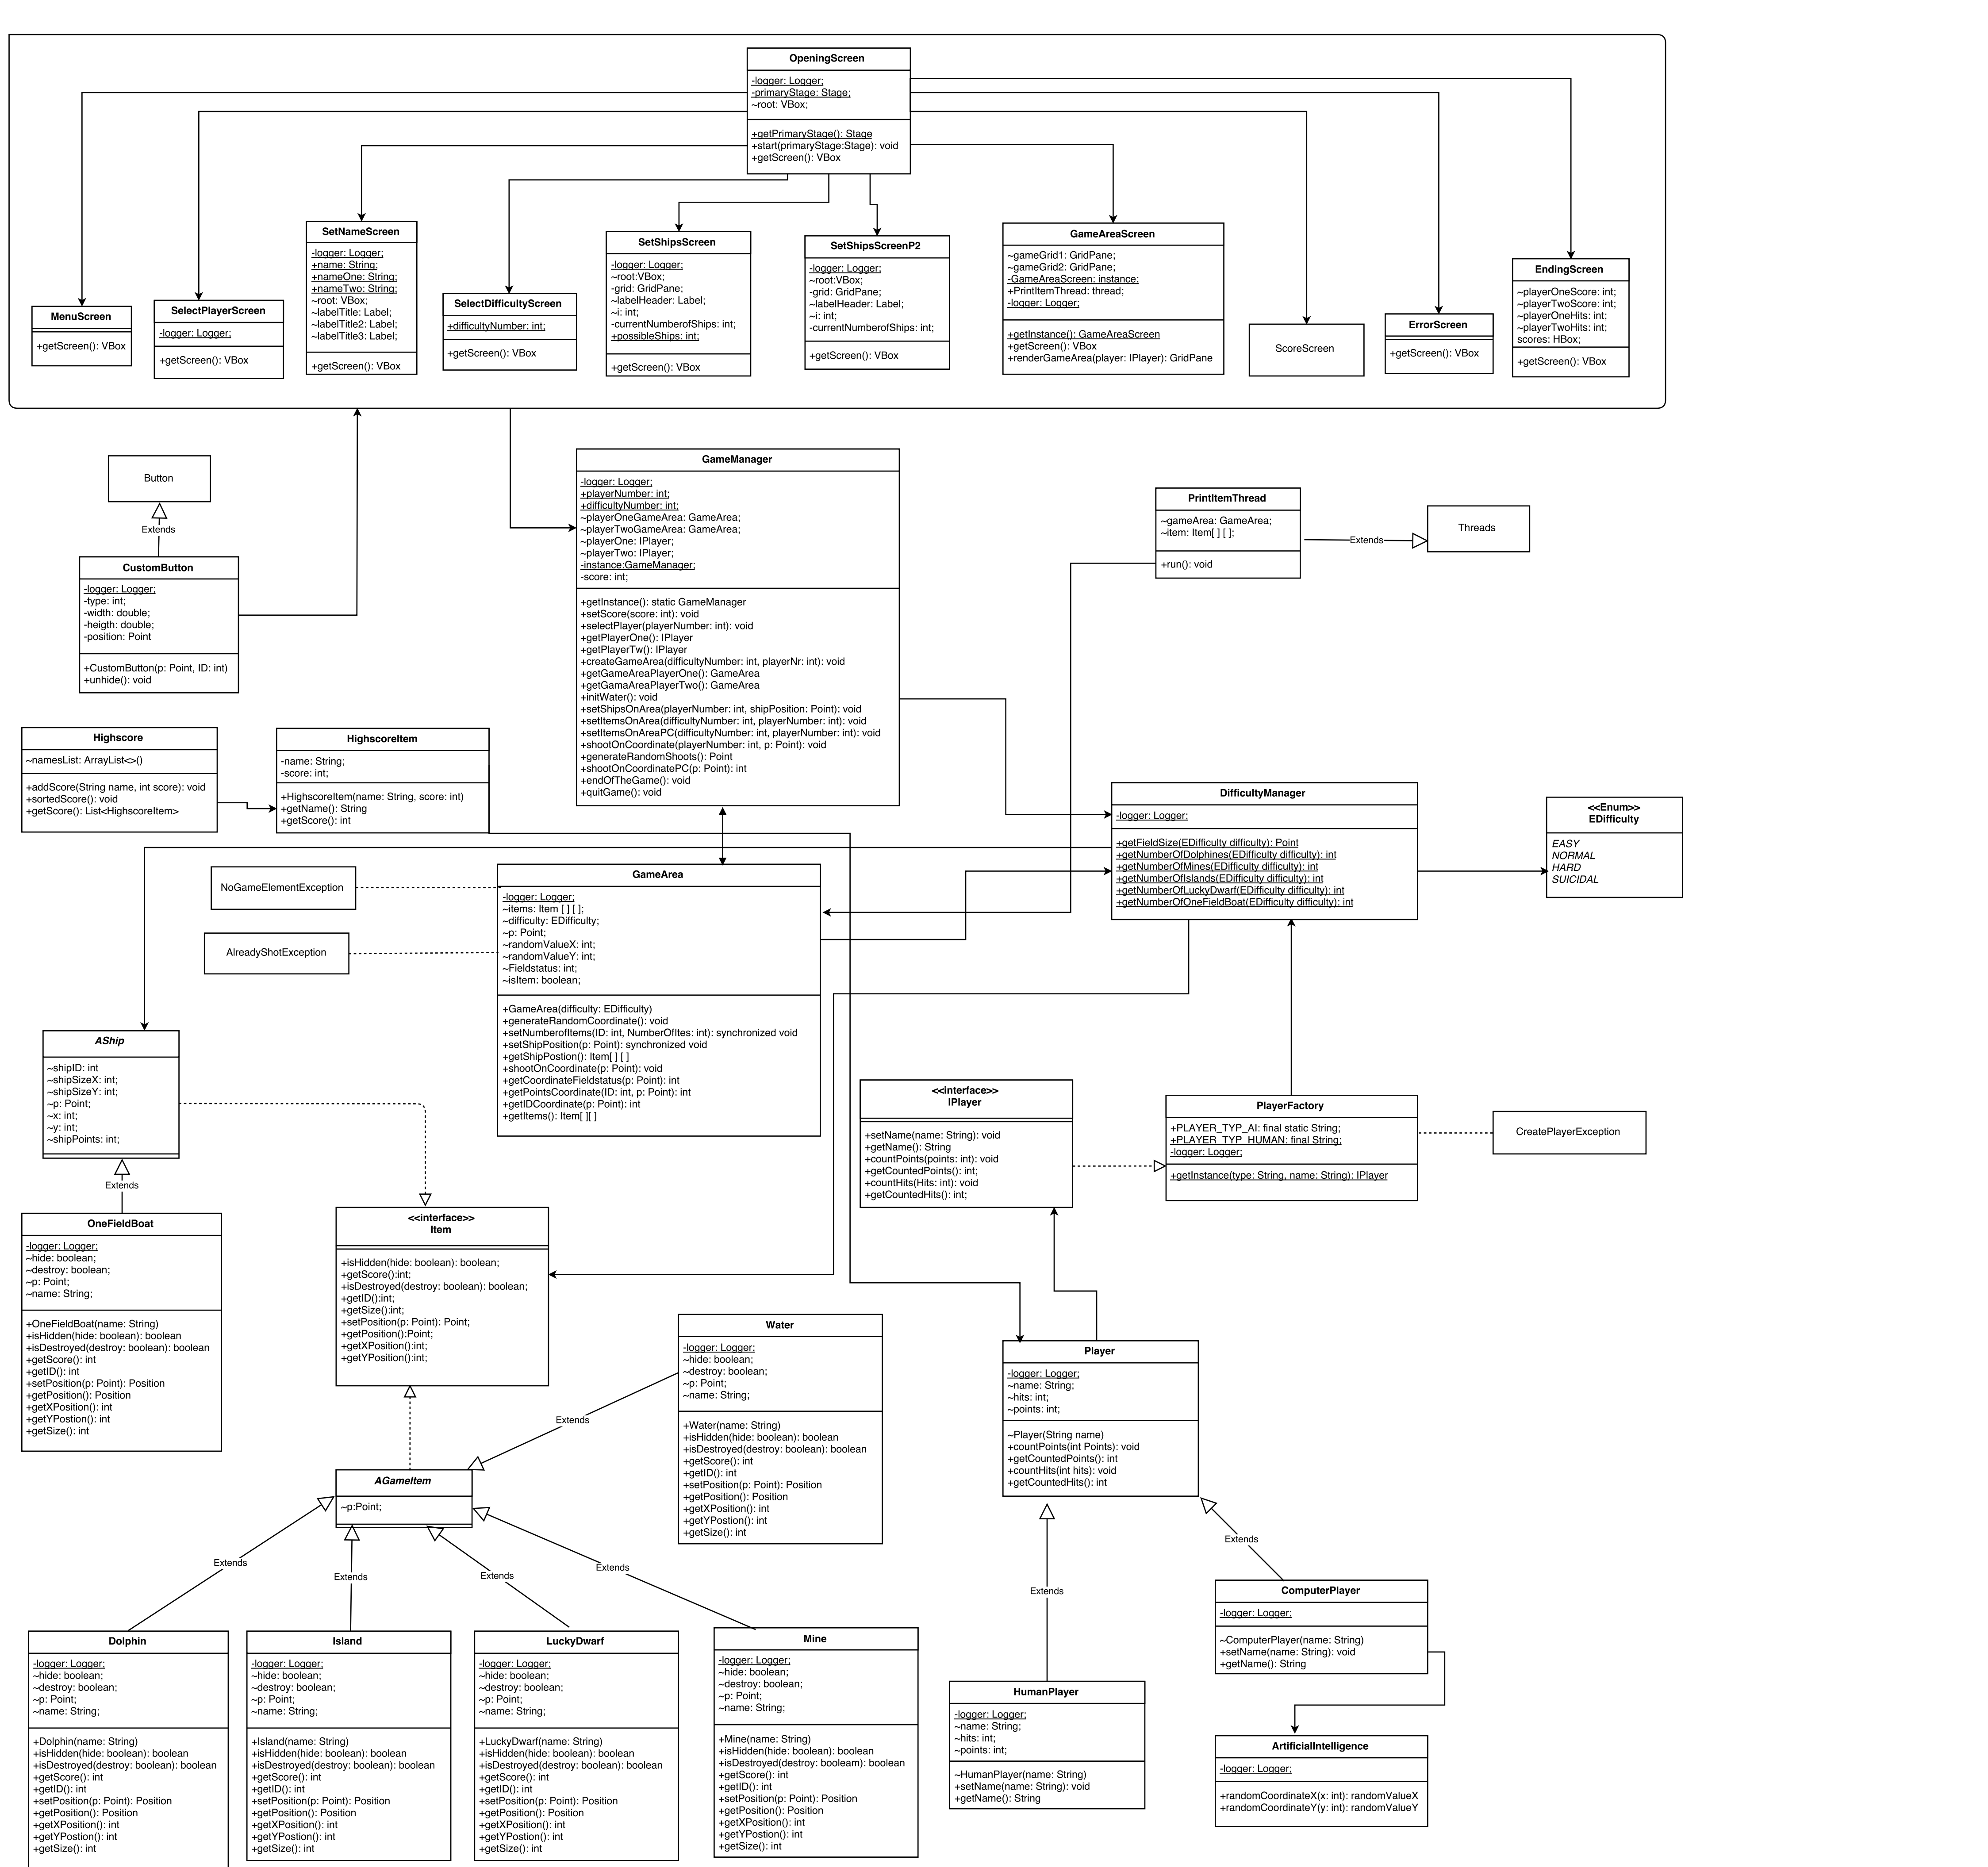 OpeningScreen
-logger: Logger;
-primaryStage: Stage;
~root: VBox;
+getPrimaryStage(): Stage
+start(primaryStage:Stage): void
+getScreen(): VBox
MenuScreen
+getScreen(): VBox
SelectPlayerScreen
-logger: Logger;
+getScreen(): VBox
SetNameScreen
-logger: Logger;
+name: String;
+nameOne: String;
+nameTwo: String;
~root: VBox;
~labelTitle: Label;
~labelTitle2: Label;
~labelTitle3: Label;
+getScreen(): VBox
SelectDifficultyScreen
+difficultyNumber: int;
+getScreen(): VBox
SetShipsScreen
-logger: Logger;
~root:VBox;
-grid: GridPane;
~labelHeader: Label;
~i: int;
-currentNumberofShips: int;
+possibleShips: int;
+getScreen(): VBox
SetShipsScreenP2
-logger: Logger;
~root:VBox;
-grid: GridPane;
~labelHeader: Label;
~i: int;
-currentNumberofShips: int;
+getScreen(): VBox
GameAreaScreen
~gameGrid1: GridPane;
~gameGrid2: GridPane;
-GameAreaScreen: instance;
+PrintItemThread: thread;
-logger: Logger;
+getInstance(): GameAreaScreen
+getScreen(): VBox
+renderGameArea(player: IPlayer): GridPane
ScoreScreen
ErrorScreen
+getScreen(): VBox
EndingScreen
~playerOneScore: int;
~playerTwoScore: int;
~playerOneHits: int;
~playerTwoHits: int;
scores: HBox;
+getScreen(): VBox
Button
Extends
CustomButton
-logger: Logger;
-type: int;
-width: double;
-heigth: double;
-position: Point
+CustomButton(p: Point, ID: int)
+unhide(): void
GameManager
-logger: Logger;
+playerNumber: int;
+difficultyNumber: int;
~playerOneGameArea: GameArea;
~playerTwoGameArea: GameArea;
~playerOne: IPlayer;
~playerTwo: IPlayer;
-instance:GameManager;
-score: int;
+getInstance(): static GameManager
+setScore(score: int): void
+selectPlayer(playerNumber: int): void
+getPlayerOne(): IPlayer
+getPlayerTw(): IPlayer
+createGameArea(difficultyNumber: int, playerNr: int): void
+getGameAreaPlayerOne(): GameArea
+getGamaAreaPlayerTwo(): GameArea
+initWater(): void
+setShipsOnArea(playerNumber: int, shipPosition: Point): void
+setItemsOnArea(difficultyNumber: int, playerNumber: int): void
+setItemsOnAreaPC(difficultyNumber: int, playerNumber: int): void
+shootOnCoordinate(playerNumber: int, p: Point): void
+generateRandomShoots(): Point
+shootOnCoordinatePC(p: Point): int
+endOfTheGame(): void
+quitGame(): void
PrintItemThread
~gameArea: GameArea;
~item: Item[ ] [ ];
+run(): void
Extends
Threads
Highscore
~namesList: ArrayList<>()
+addScore(String name, int score): void
+sortedScore(): void
+getScore(): List<HighscoreItem>
HighscoreItem
-name: String;
-score: int;
+HighscoreItem(name: String, score: int)
+getName(): String
+getScore(): int
DifficultyManager
-logger: Logger;
+getFieldSize(EDifficulty difficulty): Point
+getNumberOfDolphines(EDifficulty difficulty): int
+getNumberOfMines(EDifficulty difficulty): int
+getNumberOfIslands(EDifficulty difficulty): int
+getNumberOfLuckyDwarf(EDifficulty difficulty): int
+getNumberOfOneFieldBoat(EDifficulty difficulty): int
<<Enum>>
EDifficulty
EASY
NORMAL
HARD
SUICIDAL
NoGameElementException
AlreadyShotException
GameArea
-logger: Logger;
~items: Item [ ] [ ];
~difficulty: EDifficulty;
~p: Point;
~randomValueX: int;
~randomValueY: int;
~Fieldstatus: int;
~isItem: boolean;
+GameArea(difficulty: EDifficulty)
+generateRandomCoordinate(): void
+setNumberofItems(ID: int, NumberOfItes: int): synchronized void
+setShipPosition(p: Point): synchronized void
+getShipPostion(): Item[ ] [ ]
+shootOnCoordinate(p: Point): void
+getCoordinateFieldstatus(p: Point): int
+getPointsCoordinate(ID: int, p: Point): int
+getIDCoordinate(p: Point): int
+getItems(): Item[ ][ ]
AShip
~shipID: int
~shipSizeX: int;
~shipSizeY: int;
~p: Point;
~x: int;
~y: int;
~shipPoints: int;
Extends
OneFieldBoat
-logger: Logger;
~hide: boolean;
~destroy: boolean;
~p: Point;
~name: String;
+OneFieldBoat(name: String)
+isHidden(hide: boolean): boolean
+isDestroyed(destroy: boolean): boolean
+getScore(): int
+getID(): int
+setPosition(p: Point): Position
+getPosition(): Position
+getXPosition(): int
+getYPostion(): int
+getSize(): int
<<interface>>
IPlayer
+setName(name: String): void
+getName(): String
+countPoints(points: int): void
+getCountedPoints(): int;
+countHits(Hits: int): void
+getCountedHits(): int;
PlayerFactory
+PLAYER_TYP_AI: final static String;
+PLAYER_TYP_HUMAN: final String;
-logger: Logger;
+getInstance(type: String, name: String): IPlayer
CreatePlayerException
<<interface>>
Item
+isHidden(hide: boolean): boolean;
+getScore():int;
+isDestroyed(destroy: boolean): boolean;
+getID():int;
+getSize():int;
+setPosition(p: Point): Point;
+getPosition():Point;
+getXPosition():int;
+getYPosition():int;
Water
-logger: Logger;
~hide: boolean;
~destroy: boolean;
~p: Point;
~name: String;
+Water(name: String)
+isHidden(hide: boolean): boolean
+isDestroyed(destroy: boolean): boolean
+getScore(): int
+getID(): int
+setPosition(p: Point): Position
+getPosition(): Position
+getXPosition(): int
+getYPostion(): int
+getSize(): int
Extends
Player
-logger: Logger;
~name: String;
~hits: int;
~points: int;
~Player(String name)
+countPoints(int Points): void
+getCountedPoints(): int
+countHits(int hits): void
+getCountedHits(): int
AGameItem
~p:Point;
Extends
Extends
Extends
Extends
Extends
Extends
Dolphin
-logger: Logger;
~hide: boolean;
~destroy: boolean;
~p: Point;
~name: String;
+Dolphin(name: String)
+isHidden(hide: boolean): boolean
+isDestroyed(destroy: boolean): boolean
+getScore(): int
+getID(): int
+setPosition(p: Point): Position
+getPosition(): Position
+getXPosition(): int
+getYPostion(): int
+getSize(): int
Island
-logger: Logger;
~hide: boolean;
~destroy: boolean;
~p: Point;
~name: String;
+Island(name: String)
+isHidden(hide: boolean): boolean
+isDestroyed(destroy: boolean): boolean
+getScore(): int
+getID(): int
+setPosition(p: Point): Position
+getPosition(): Position
+getXPosition(): int
+getYPostion(): int
+getSize(): int
LuckyDwarf
-logger: Logger;
~hide: boolean;
~destroy: boolean;
~p: Point;
~name: String;
+LuckyDwarf(name: String)
+isHidden(hide: boolean): boolean
+isDestroyed(destroy: boolean): boolean
+getScore(): int
+getID(): int
+setPosition(p: Point): Position
+getPosition(): Position
+getXPosition(): int
+getYPostion(): int
+getSize(): int
Mine
-logger: Logger;
~hide: boolean;
~destroy: boolean;
~p: Point;
~name: String;
+Mine(name: String)
+isHidden(hide: boolean): boolean
+isDestroyed(destroy: booleam): boolean
+getScore(): int
+getID(): int
+setPosition(p: Point): Position
+getPosition(): Position
+getXPosition(): int
+getYPostion(): int
+getSize(): int
HumanPlayer
-logger: Logger;
~name: String;
~hits: int;
~points: int;
~HumanPlayer(name: String)
+setName(name: String): void
+getName(): String
ComputerPlayer
-logger: Logger;
~ComputerPlayer(name: String)
+setName(name: String): void
+getName(): String
ArtificialIntelligence
-logger: Logger;
+randomCoordinateX(x: int): randomValueX
+randomCoordinateY(y: int): randomValueY